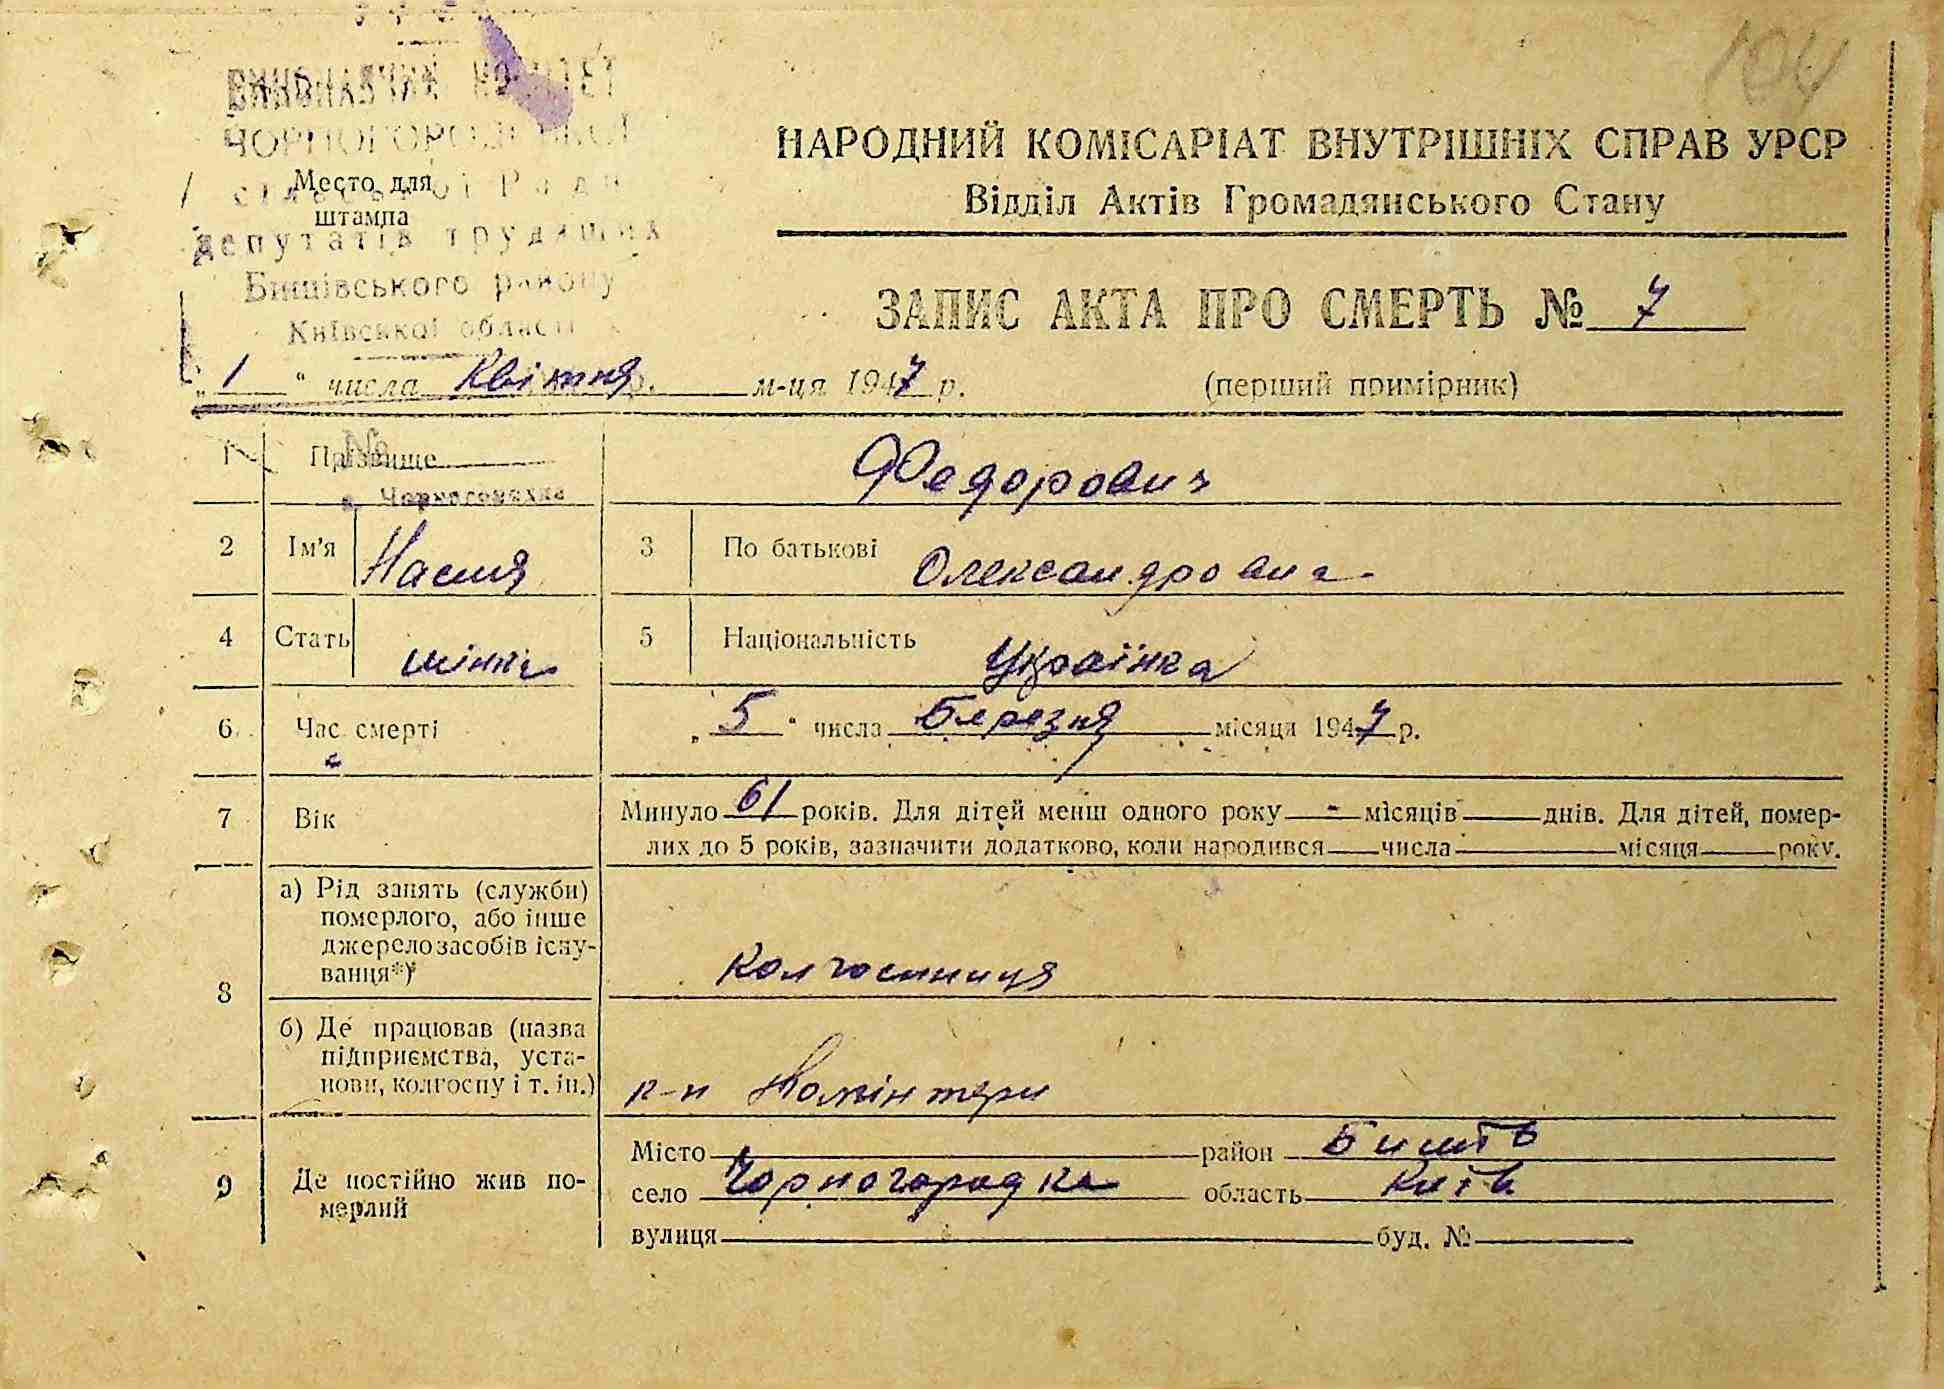 104
ВИКОНАВЧИЙ КОМІТЕТ
ЧОРНОГОРОДСЬКОЇ
сільської Ради
депутатів трудящих
Бишівського району
Київської області
Место для
штампа
НАРОДНИЙ КОМІСАРІАТ ВНУТРІШНІХ СПРАВ УРСР
Відділ Актів Громадянського Стану
ЗАПИС АКТА ПРО СМЕРТЬ № 7
„ 1 " числа Квітня р. м-ця 1947 р. (перший примірник)
1 Прізвище Федорович
№
2 Ім'я Настя 3 По батькові Олександровна
4 Стать жінка 5 Національність Українка
6 Час смерті „ 5 " числа Березня місяця 1947 р.
7 Вік Минуло 61 років. Для дітей менш одного року - місяців днів. Для дітей, помер-
лих до 5 років, зазначити додатково, коли народився числа місяця року.
8 а) Рід занять (служби)
померлого, або інше
джерело засобів існу-
вання*) Колгоспниця
б) Де працював (назва
підприємства, уста-
нови, колгоспу і т. ін.) к-п Комінтерн
9 Де постійно жив по-
мерлий
Місто район Бишів
село Чорногородка область Київ
вулиця буд. №